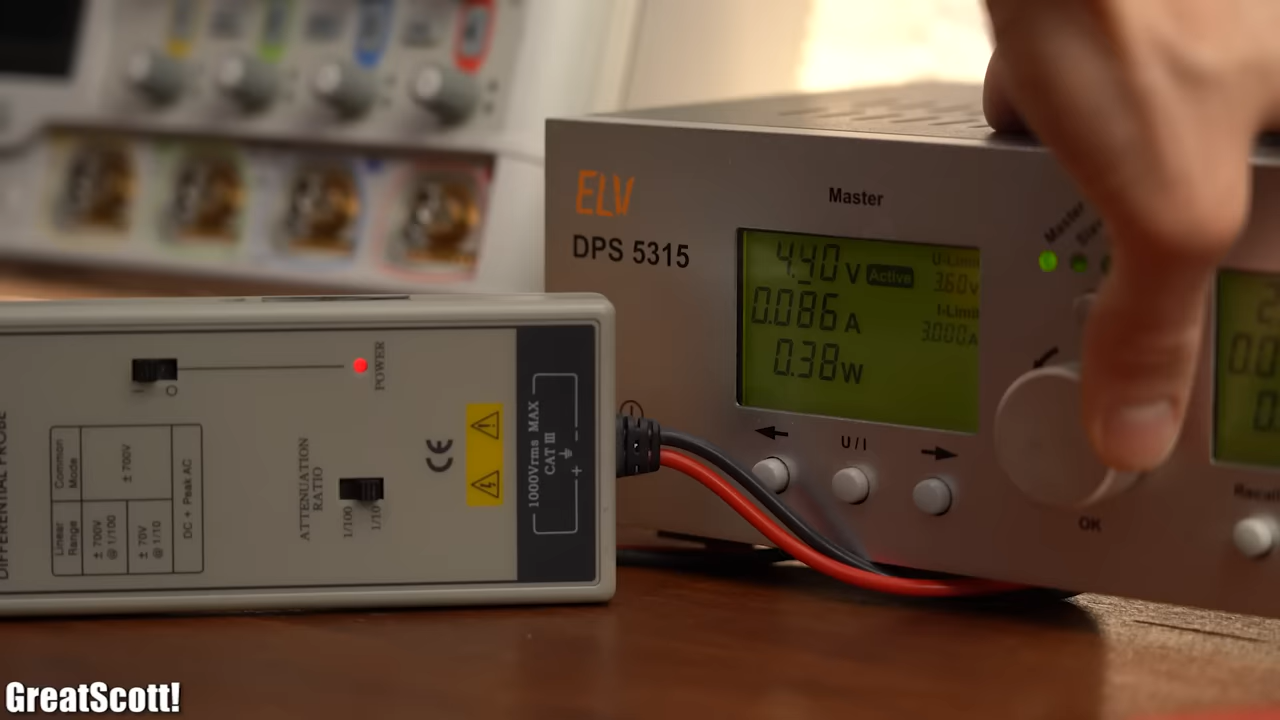 ELV
DPS 5315
Master
4.40 V Active
0.086 A
0.38 W
U-Limit
3.60 V
I-Limit
3.000 A
Master
U/I
OK
POWER
ATTENUATION
RATIO
1/100 1/10
CE
1000Vrms MAX
CAT III
+ -
Common
Mode
± 700V
Linear
Range
± 700V
@ 1/100
± 70V
@ 1/10
DC + Peak AC
DIFFERENTIAL PROBE
GreatScott!